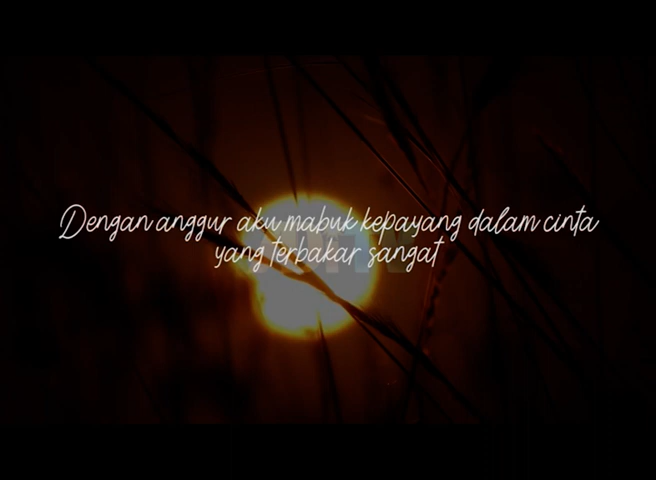 Dengan anggur aku mabuk kepayang dalam cinta
yang terbakar sangat